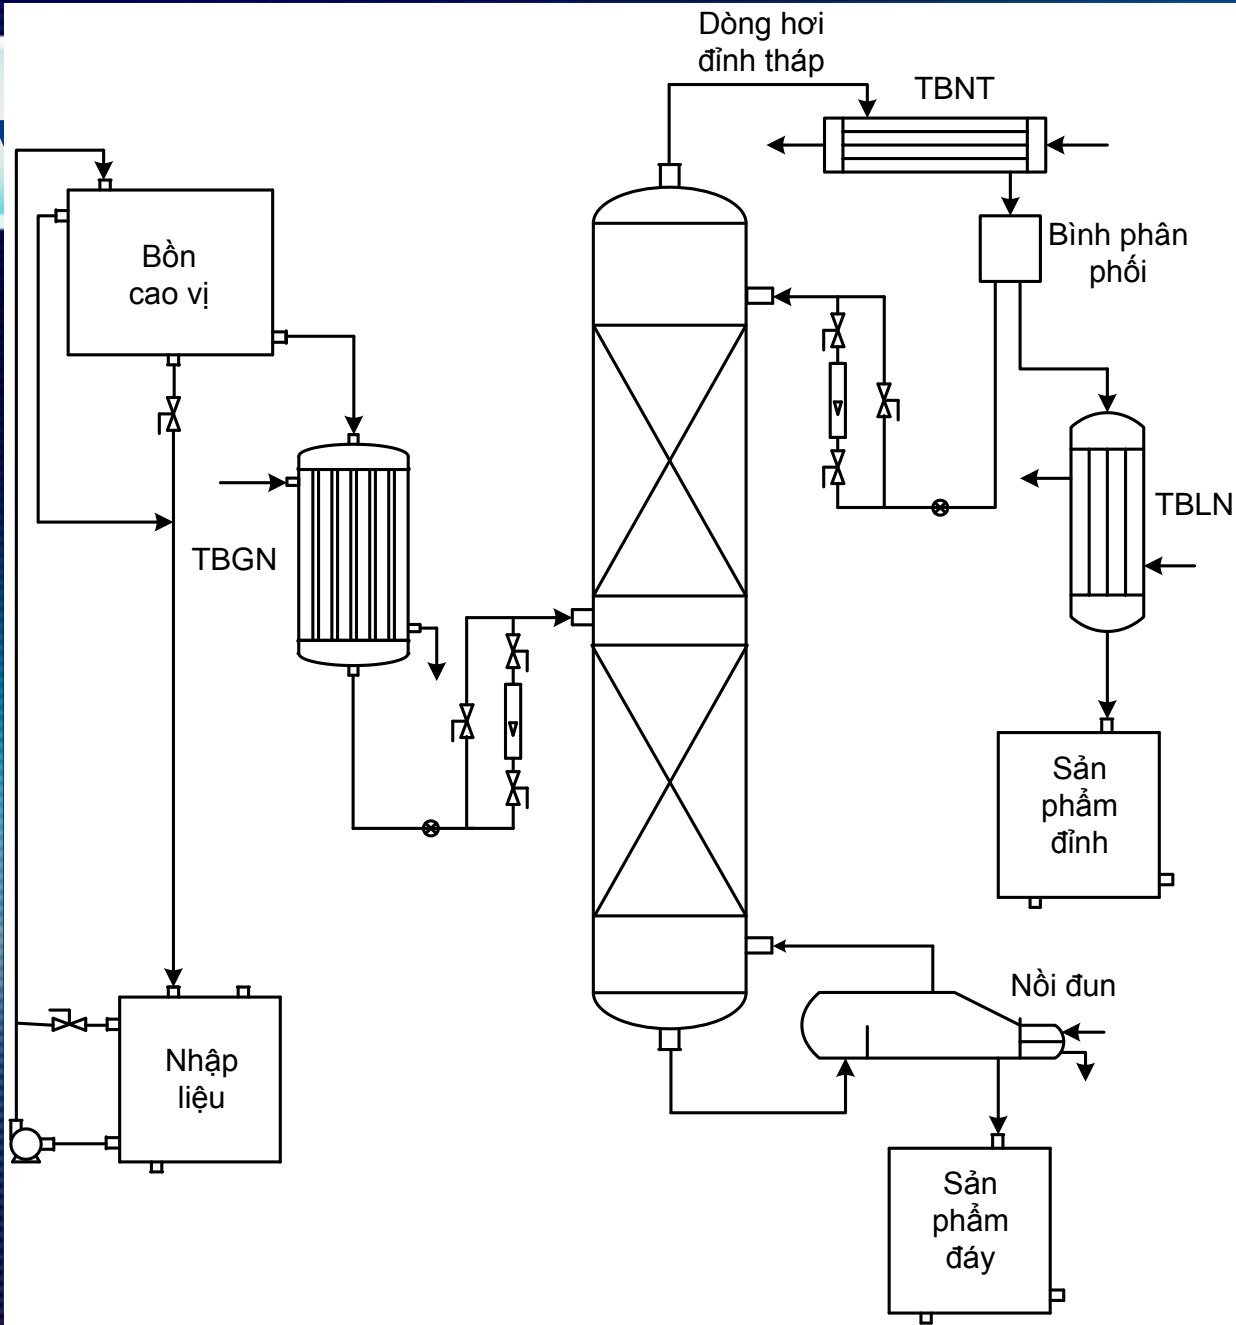 Dòng hơi
đỉnh tháp
TBNT
Bồn
cao vị
Bình phân
phối
TBGN
TBLN
Sản
phẩm
đỉnh
Nồi đun
Nhập
liệu
Sản
phẩm
đáy